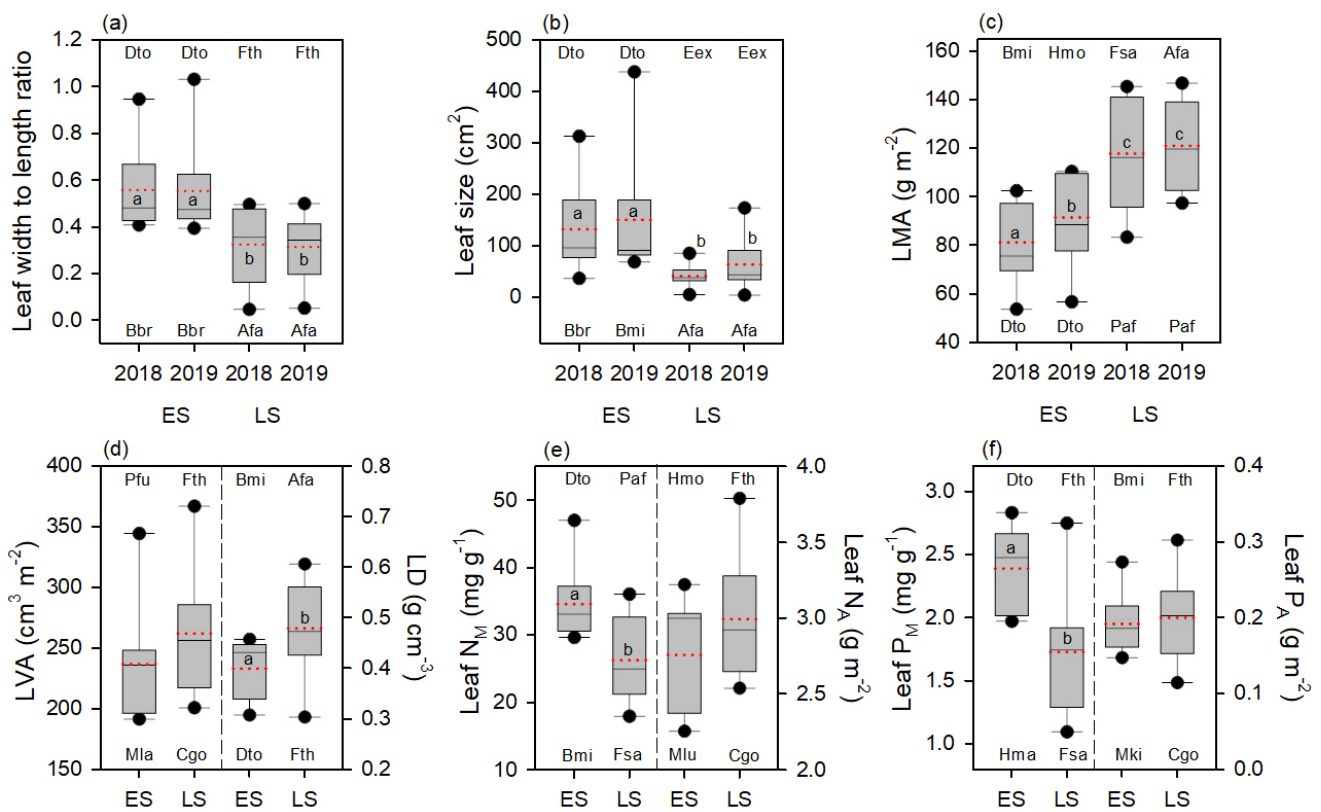 (a)
Leaf width to length ratio
1.2
1.0
0.8
0.6
0.4
0.2
0.0
Dto Dto Fth Fth
a a b b
Bbr Bbr Afa Afa
2018 2019 2018 2019
ES LS
(b)
Leaf size (cm²)
500
400
300
200
100
0
Dto Dto Eex Eex
a a b b
Bbr Bmi Afa Afa
2018 2019 2018 2019
ES LS
(c)
LMA (g m⁻²)
160
140
120
100
80
60
40
Bmi Hmo Fsa Afa
a b c c
Dto Dto Paf Paf
2018 2019 2018 2019
ES LS
(d)
LVA (cm³ m⁻²)
400
350
300
250
200
150
Pfu Fth Bmi Afa
a b
Mla Cgo Dto Fth
ES LS ES LS
0.8
0.7
0.6
0.5
0.4
0.3
0.2
LD (g cm⁻³)
(e)
Leaf N_M (mg g⁻¹)
50
40
30
20
10
Dto Paf Hmo Fth
a b
Bmi Fsa Mlu Cgo
ES LS ES LS
4.0
3.5
3.0
2.5
2.0
Leaf N_A (g m⁻²)
(f)
Leaf P_M (mg g⁻¹)
3.0
2.5
2.0
1.5
1.0
Dto Fth Bmi Fth
a b
Hma Fsa Mki Cgo
ES LS ES LS
0.4
0.3
0.2
0.1
0.0
Leaf P_A (g m⁻²)